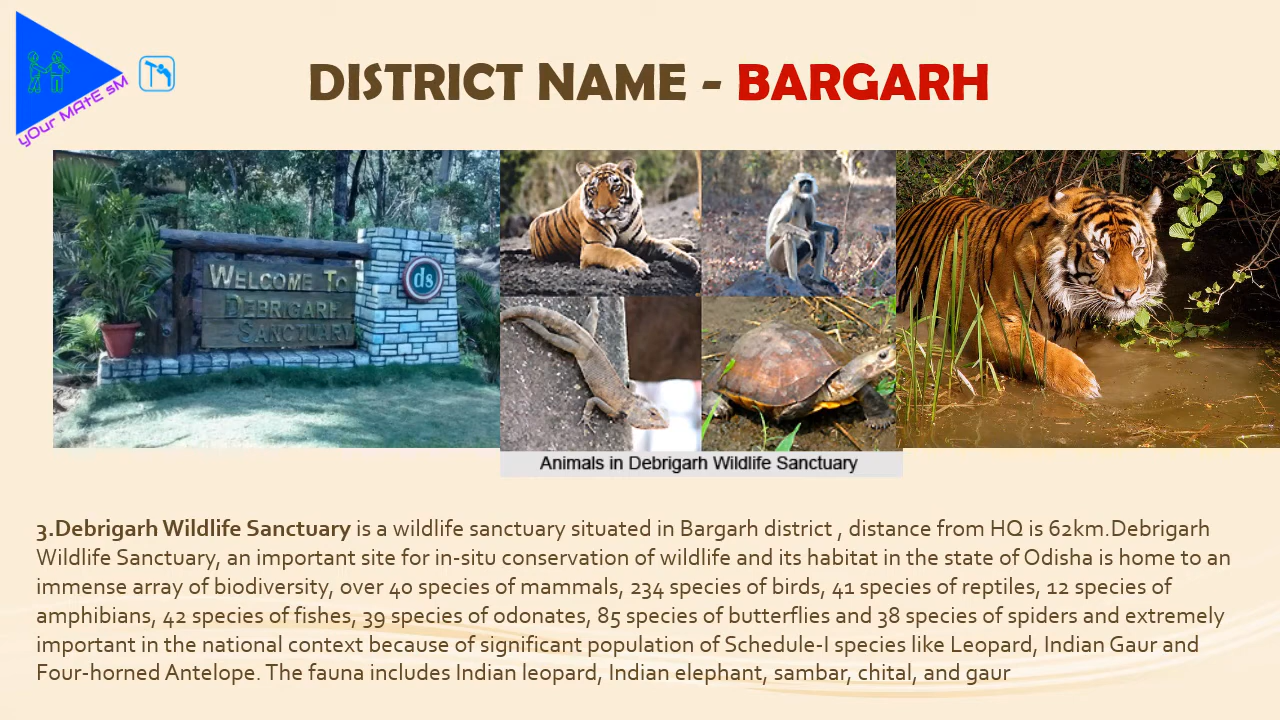 yOur MAtE sM
DISTRICT NAME - BARGARH
WELCOME TO
DEBRIGARH
SANCTUARY
ds
Animals in Debrigarh Wildlife Sanctuary
3.Debrigarh Wildlife Sanctuary is a wildlife sanctuary situated in Bargarh district , distance from HQ is 62km.Debrigarh
Wildlife Sanctuary, an important site for in-situ conservation of wildlife and its habitat in the state of Odisha is home to an
immense array of biodiversity, over 40 species of mammals, 234 species of birds, 41 species of reptiles, 12 species of
amphibians, 42 species of fishes, 39 species of odonates, 85 species of butterflies and 38 species of spiders and extremely
important in the national context because of significant population of Schedule-I species like Leopard, Indian Gaur and
Four-horned Antelope. The fauna includes Indian leopard, Indian elephant, sambar, chital, and gaur